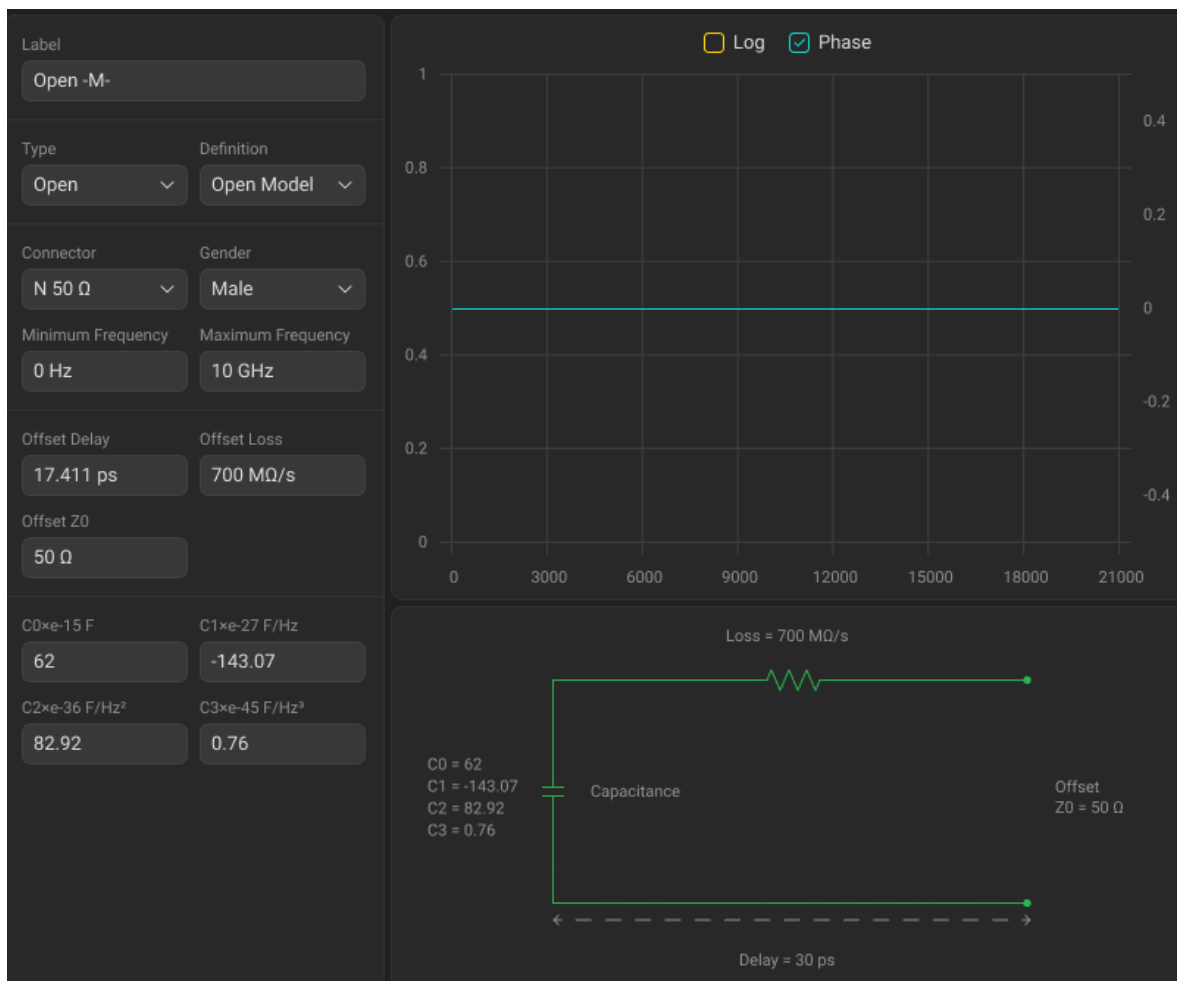 Label
Open -M-
Type Definition
Open Open Model
Connector Gender
N 50 Ω Male
Minimum Frequency Maximum Frequency
0 Hz 10 GHz
Offset Delay Offset Loss
17.411 ps 700 MΩ/s
Offset Z0
50 Ω
C0×e-15 F C1×e-27 F/Hz
62 -143.07
C2×e-36 F/Hz² C3×e-45 F/Hz³
82.92 0.76
Log Phase
1
0.8
0.6
0.4
0.2
0
0.4
0.2
0
-0.2
-0.4
0 3000 6000 9000 12000 15000 18000 21000
Loss = 700 MΩ/s
C0 = 62
C1 = -143.07
C2 = 82.92
C3 = 0.76
Capacitance
Offset
Z0 = 50 Ω
Delay = 30 ps